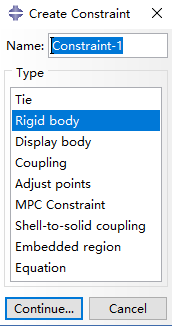 Create Constraint
Name: Constraint-1
Type
Tie
Rigid body
Display body
Coupling
Adjust points
MPC Constraint
Shell-to-solid coupling
Embedded region
Equation
Continue... Cancel